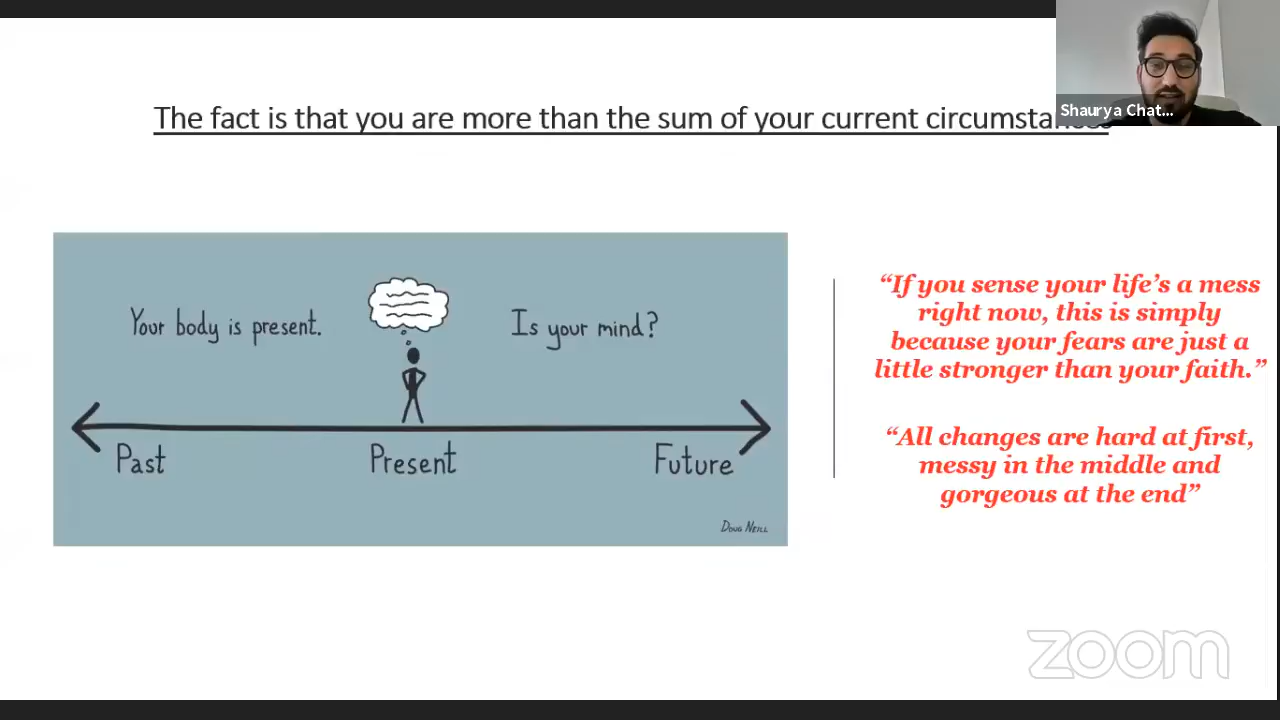 Shaurya Chat...
The fact is that you are more than the sum of your current circumstances
Your body is present.
Is your mind?
Past
Present
Future
Doug Neill
“If you sense your life’s a mess
right now, this is simply
because your fears are just a
little stronger than your faith.”
“All changes are hard at first,
messy in the middle and
gorgeous at the end”
zoom